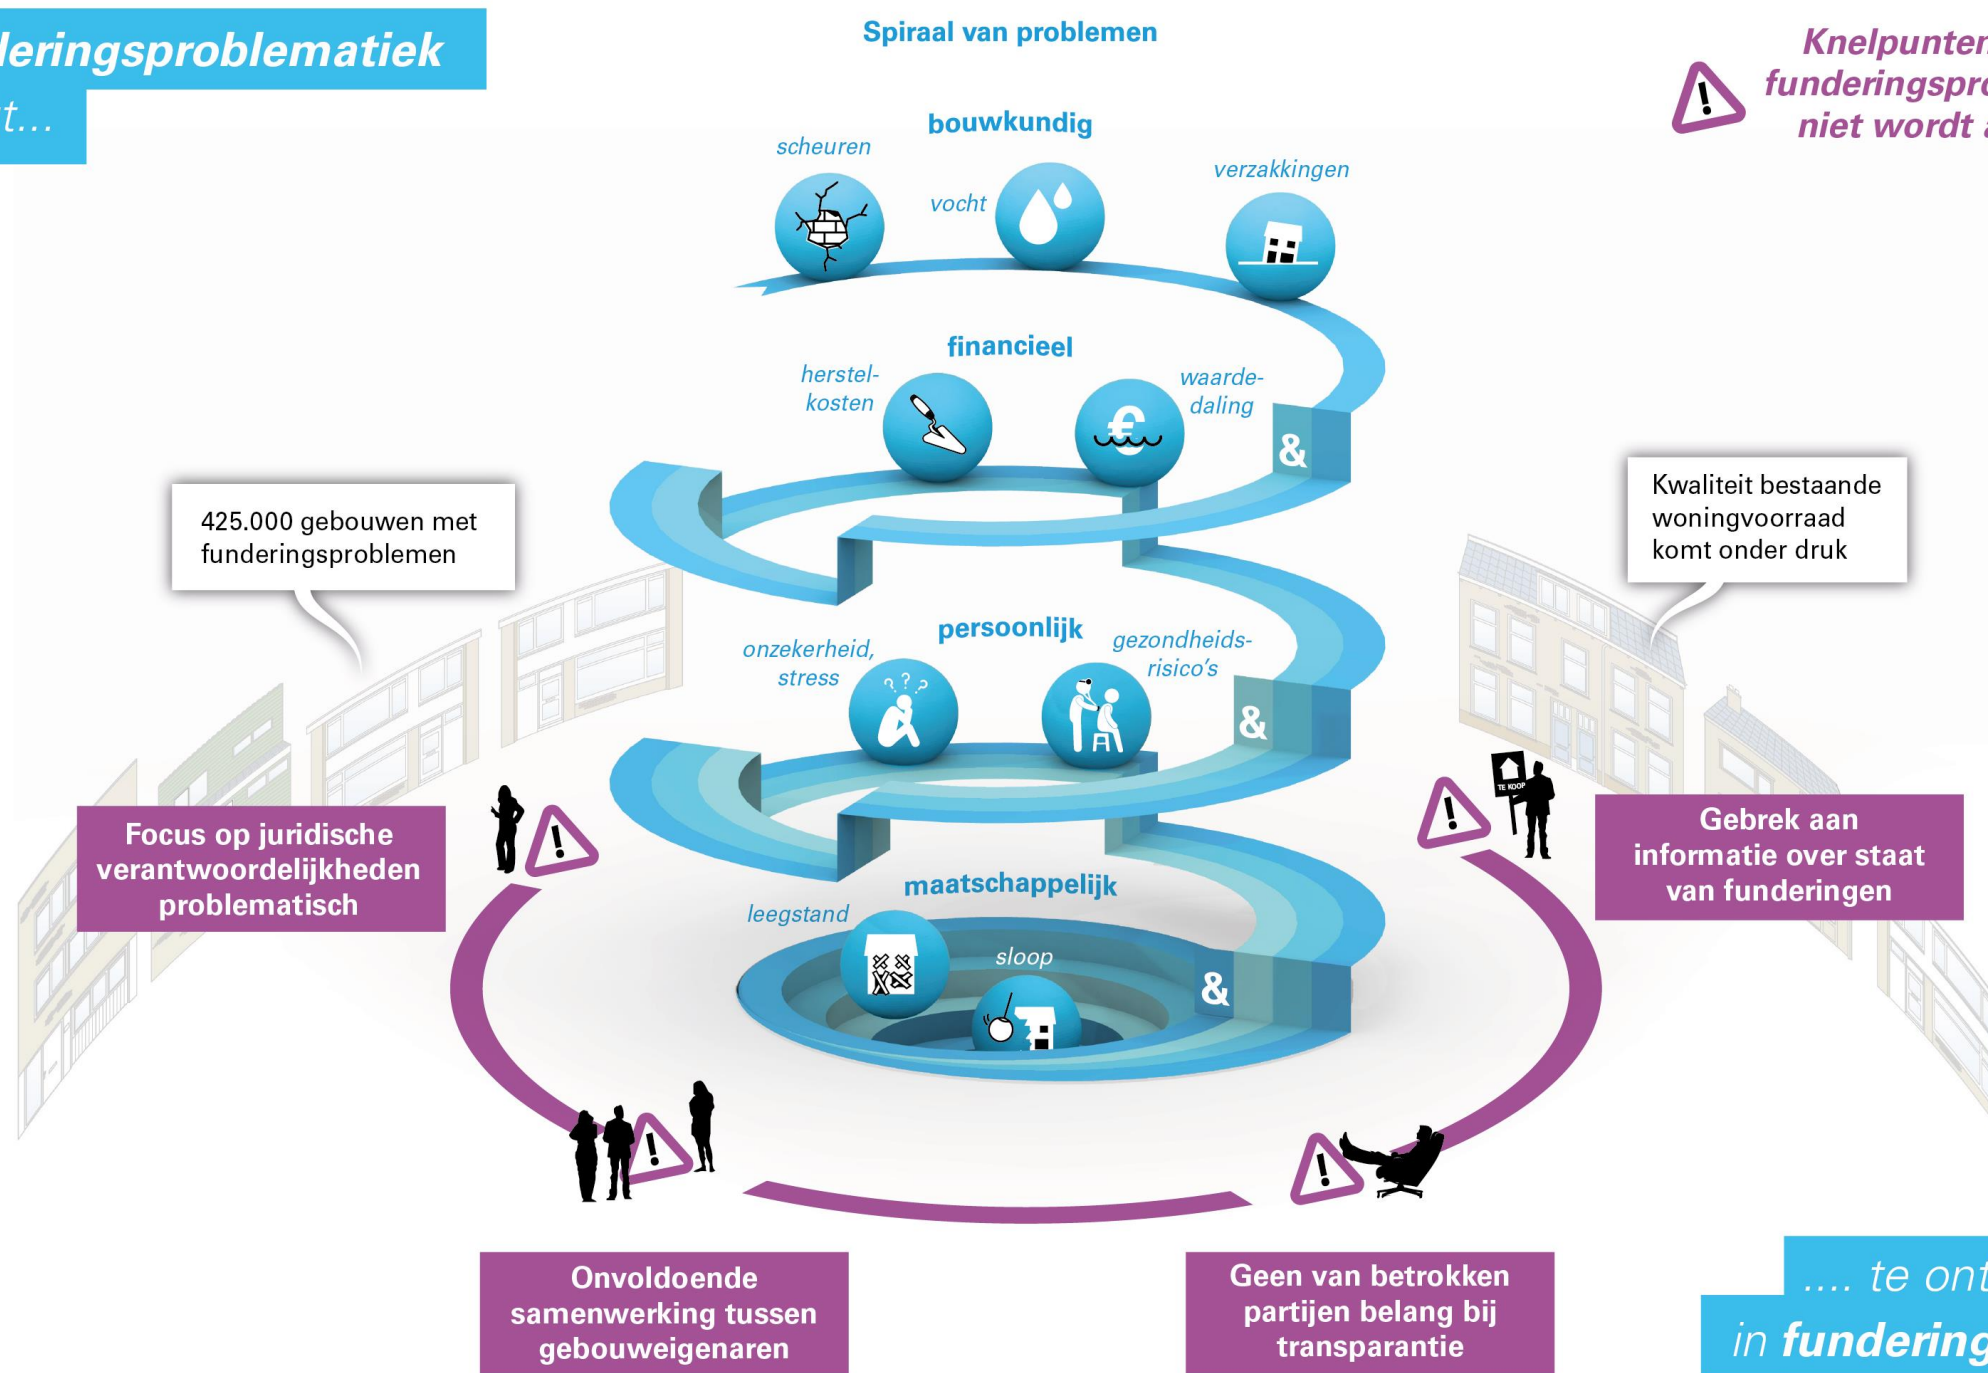 deringsproblematiek
t...
Spiraal van problemen
Knelpunten
niet wordt
bouwkundig
scheuren
vocht
verzakkingen
financieel
herstel-
kosten
waarde-
daling
&
425.000 gebouwen met
funderingsproblemen
Kwaliteit bestaande
woningvoorraad
komt onder druk
persoonlijk
onzekerheid,
stress
? ? ?
gezondheids-
risico's
&
TE KOOP
Focus op juridische
verantwoordelijkheden
problematisch
Gebrek aan
informatie over staat
van funderingen
maatschappelijk
leegstand
sloop
&
Onvoldoende
samenwerking tussen
gebouweigenaren
Geen van betrokken
partijen belang bij
transparantie
.... te ont
in fundering